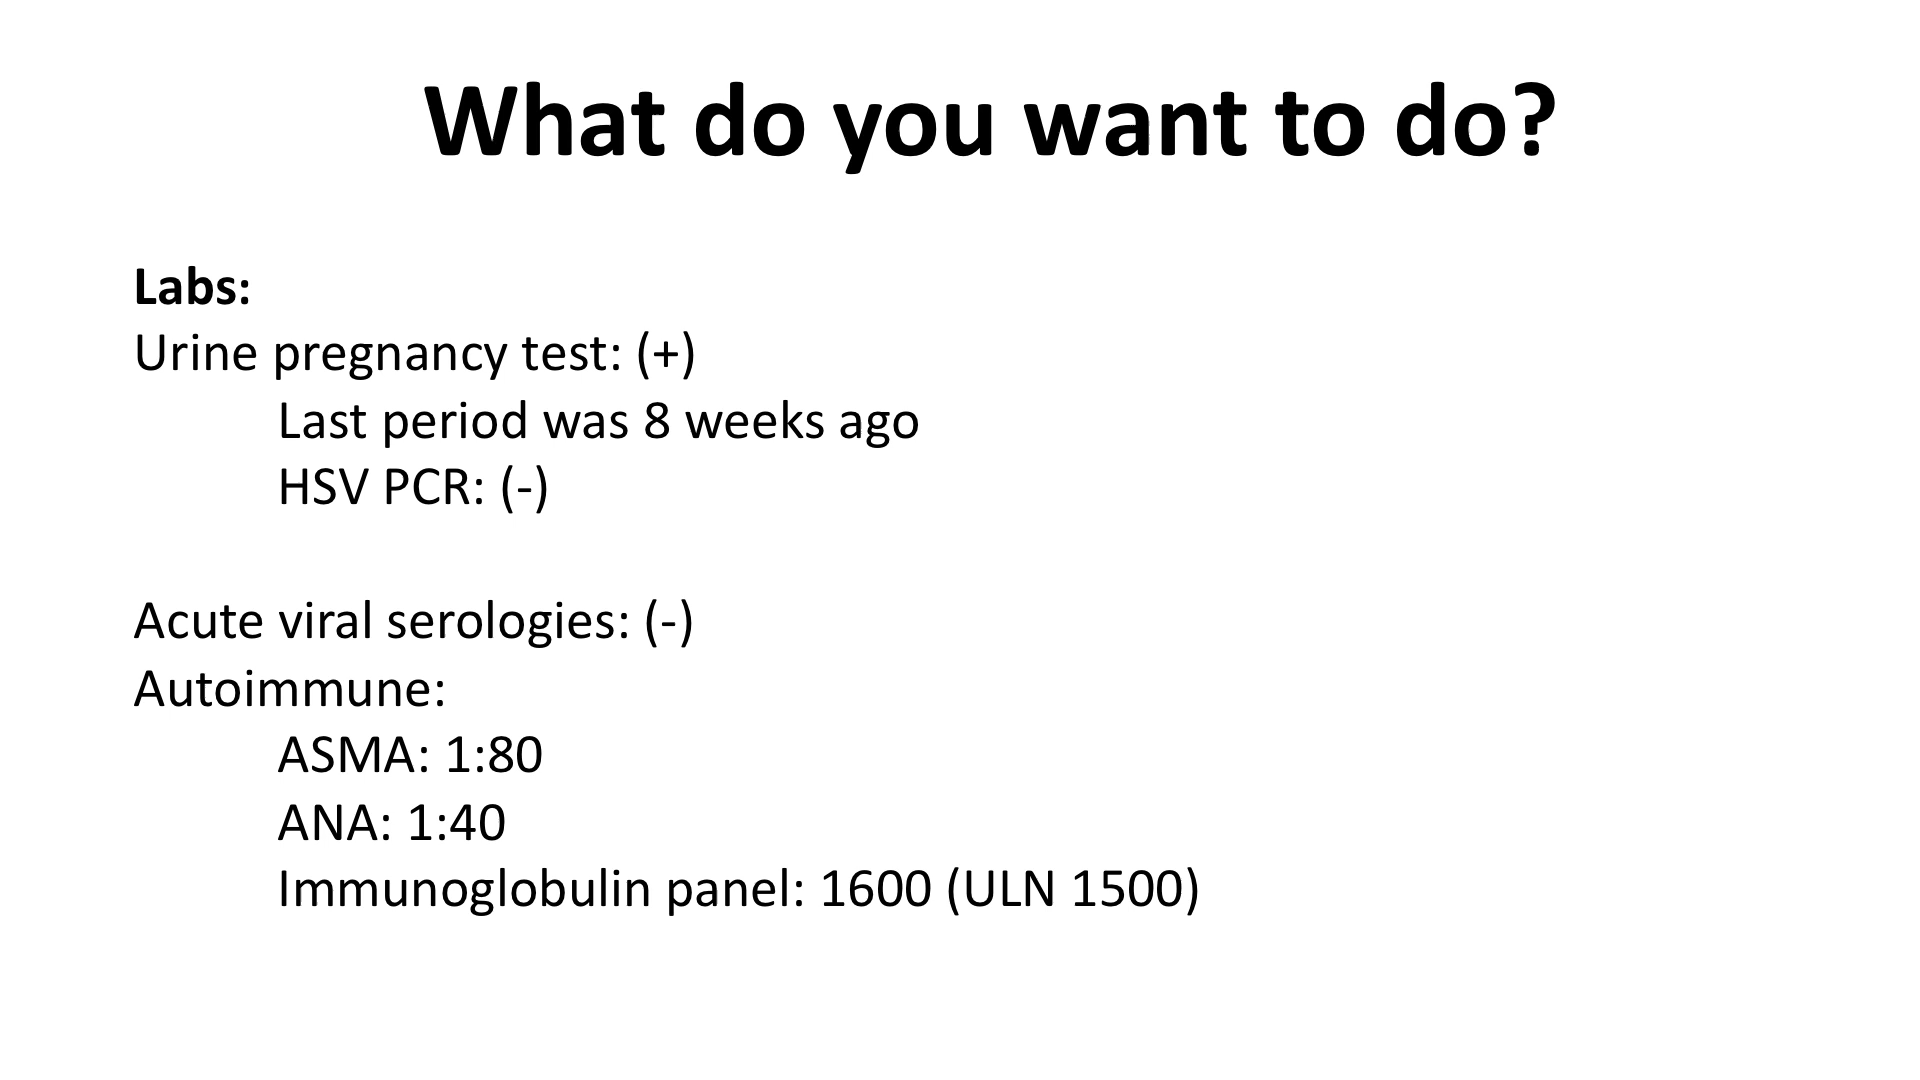 What do you want to do?
Labs:
Urine pregnancy test: (+)
Last period was 8 weeks ago
HSV PCR: (-)
Acute viral serologies: (-)
Autoimmune:
ASMA: 1:80
ANA: 1:40
Immunoglobulin panel: 1600 (ULN 1500)